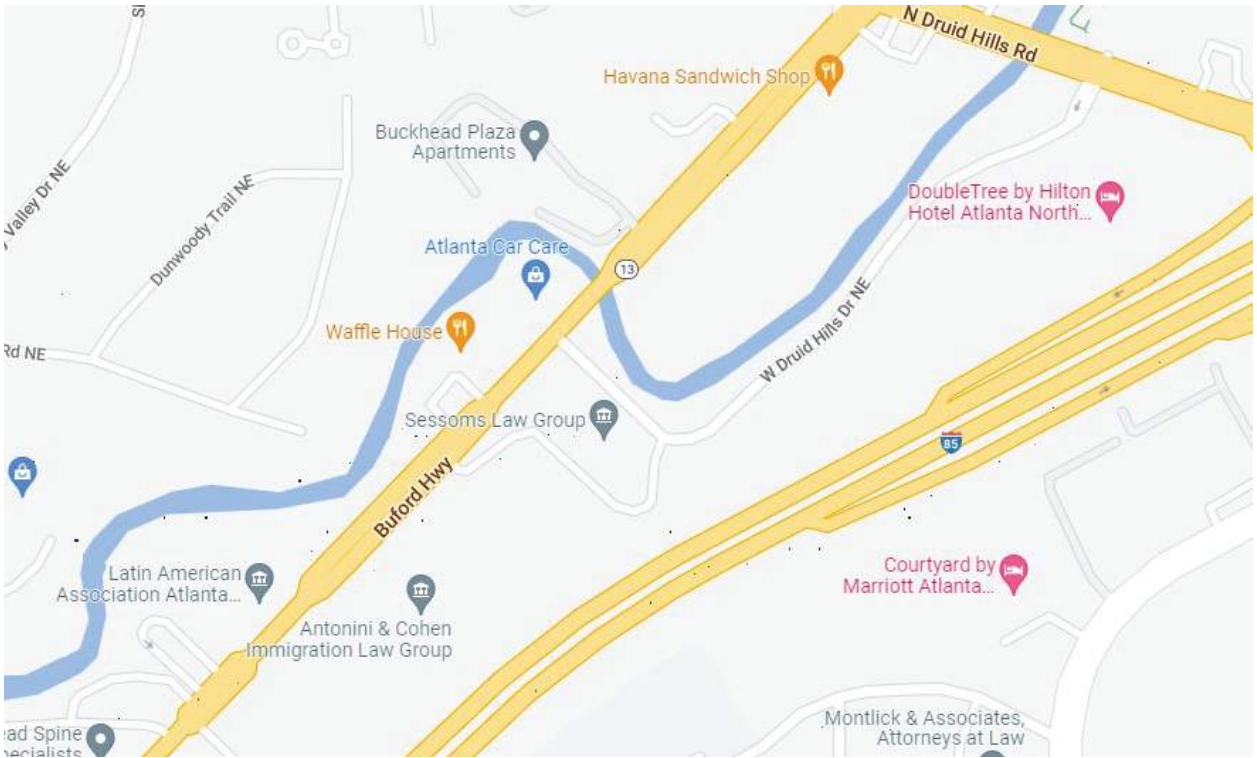 N Druid Hills Rd
Havana Sandwich Shop
Buckhead Plaza
Apartments
Valley Dr NE
Dunwoody Trail NE
DoubleTree by Hilton
Hotel Atlanta North...
Atlanta Car Care
13
Waffle House
W Druid Hills Dr NE
Rd NE
Sessoms Law Group
85
Buford Hwy
Latin American
Association Atlanta...
Courtyard by
Marriott Atlanta...
Antonini & Cohen
Immigration Law Group
Montlick & Associates,
Attorneys at Law
ead Spine
pecialists